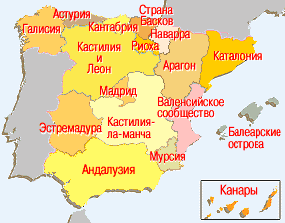 Астурия
Страна
Басков
Галисия
Кантабрия
Наварра
Риоха
Кастилия
и
Леон
Каталония
Арагон
Мадрид
Валенсийское
сообщество
Эстремадура
Кастилия-
ла-манча
Балеарские
острова
Мурсия
Андалузия
Канары